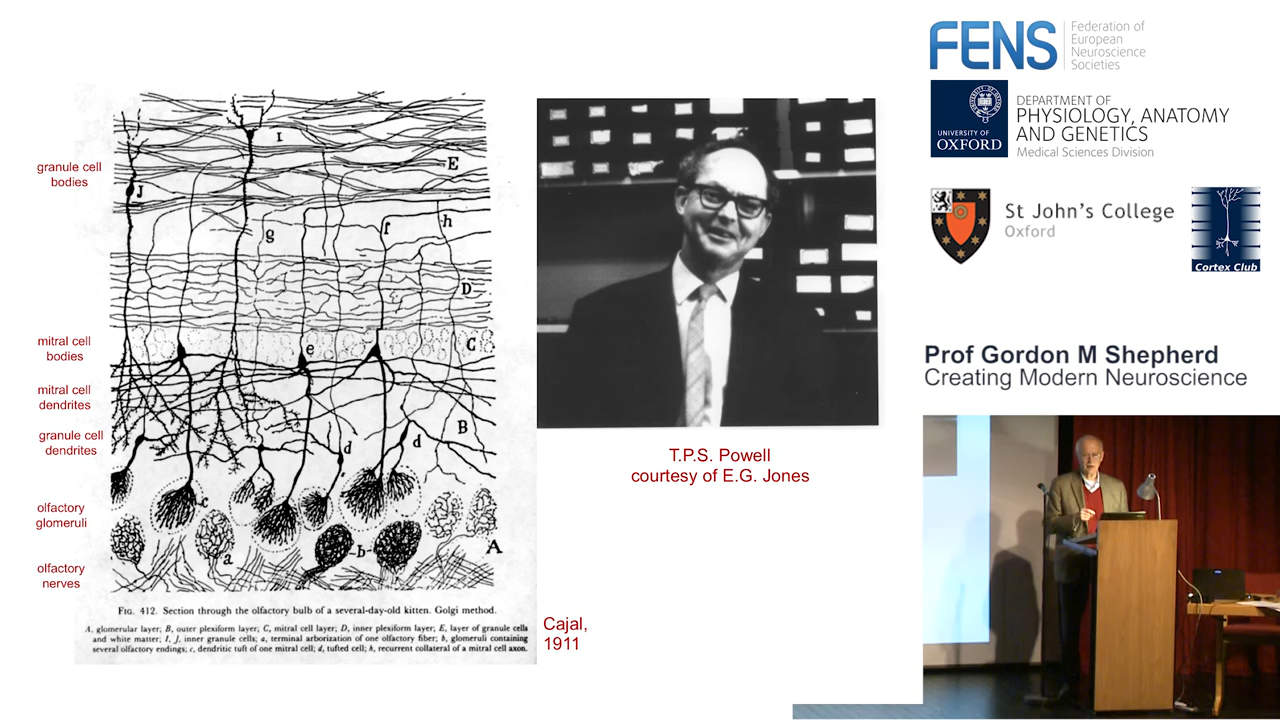 granule cell
bodies
mitral cell
bodies
mitral cell
dendrites
granule cell
dendrites
olfactory
glomeruli
olfactory
nerves
I
E
J
h
g
f
D
C
e
B
d
d
c
A
b
a
FIG. 412. Section through the olfactory bulb of a several-day-old kitten. Golgi method.
A, glomerular layer; B, outer plexiform layer; C, mitral cell layer; D, inner plexiform layer; E, layer of granule cells
and white matter; I, J, inner granule cells; a, terminal arborization of one olfactory fiber; b, glomeruli containing
several olfactory endings; c, dendritic tuft of one mitral cell; d, tufted cell; h, recurrent collateral of a mitral cell axon.
Cajal,
1911
T.P.S. Powell
courtesy of E.G. Jones
FENS
Federation of
European
Neuroscience
Societies
UNIVERSITY OF
OXFORD
DEPARTMENT OF
PHYSIOLOGY, ANATOMY
AND GENETICS
Medical Sciences Division
St John's College
Oxford
Cortex Club
Prof Gordon M Shepherd
Creating Modern Neuroscience